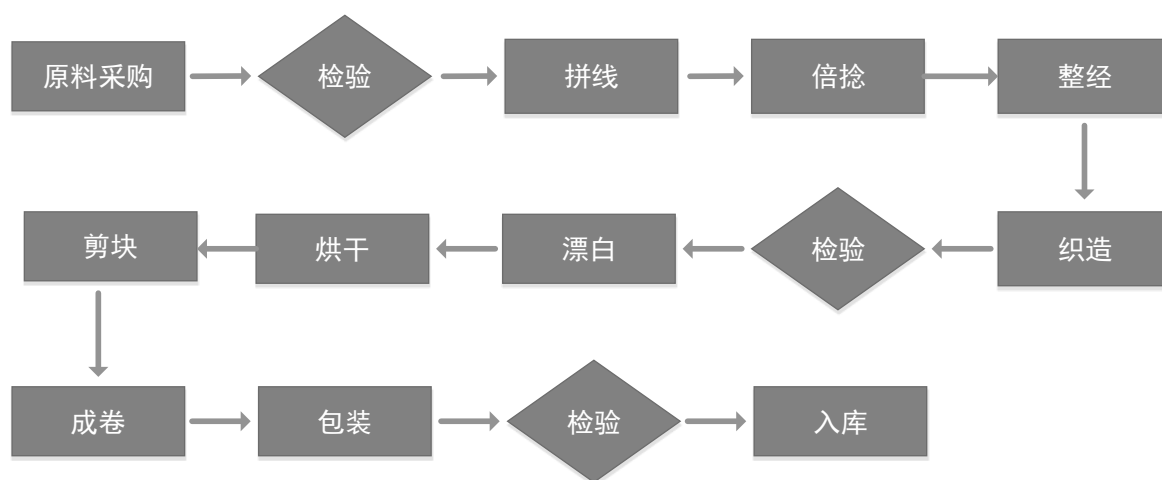 原料采购
检验
拼线
倍捻
整经
织造
检验
漂白
烘干
剪块
成卷
包装
检验
入库